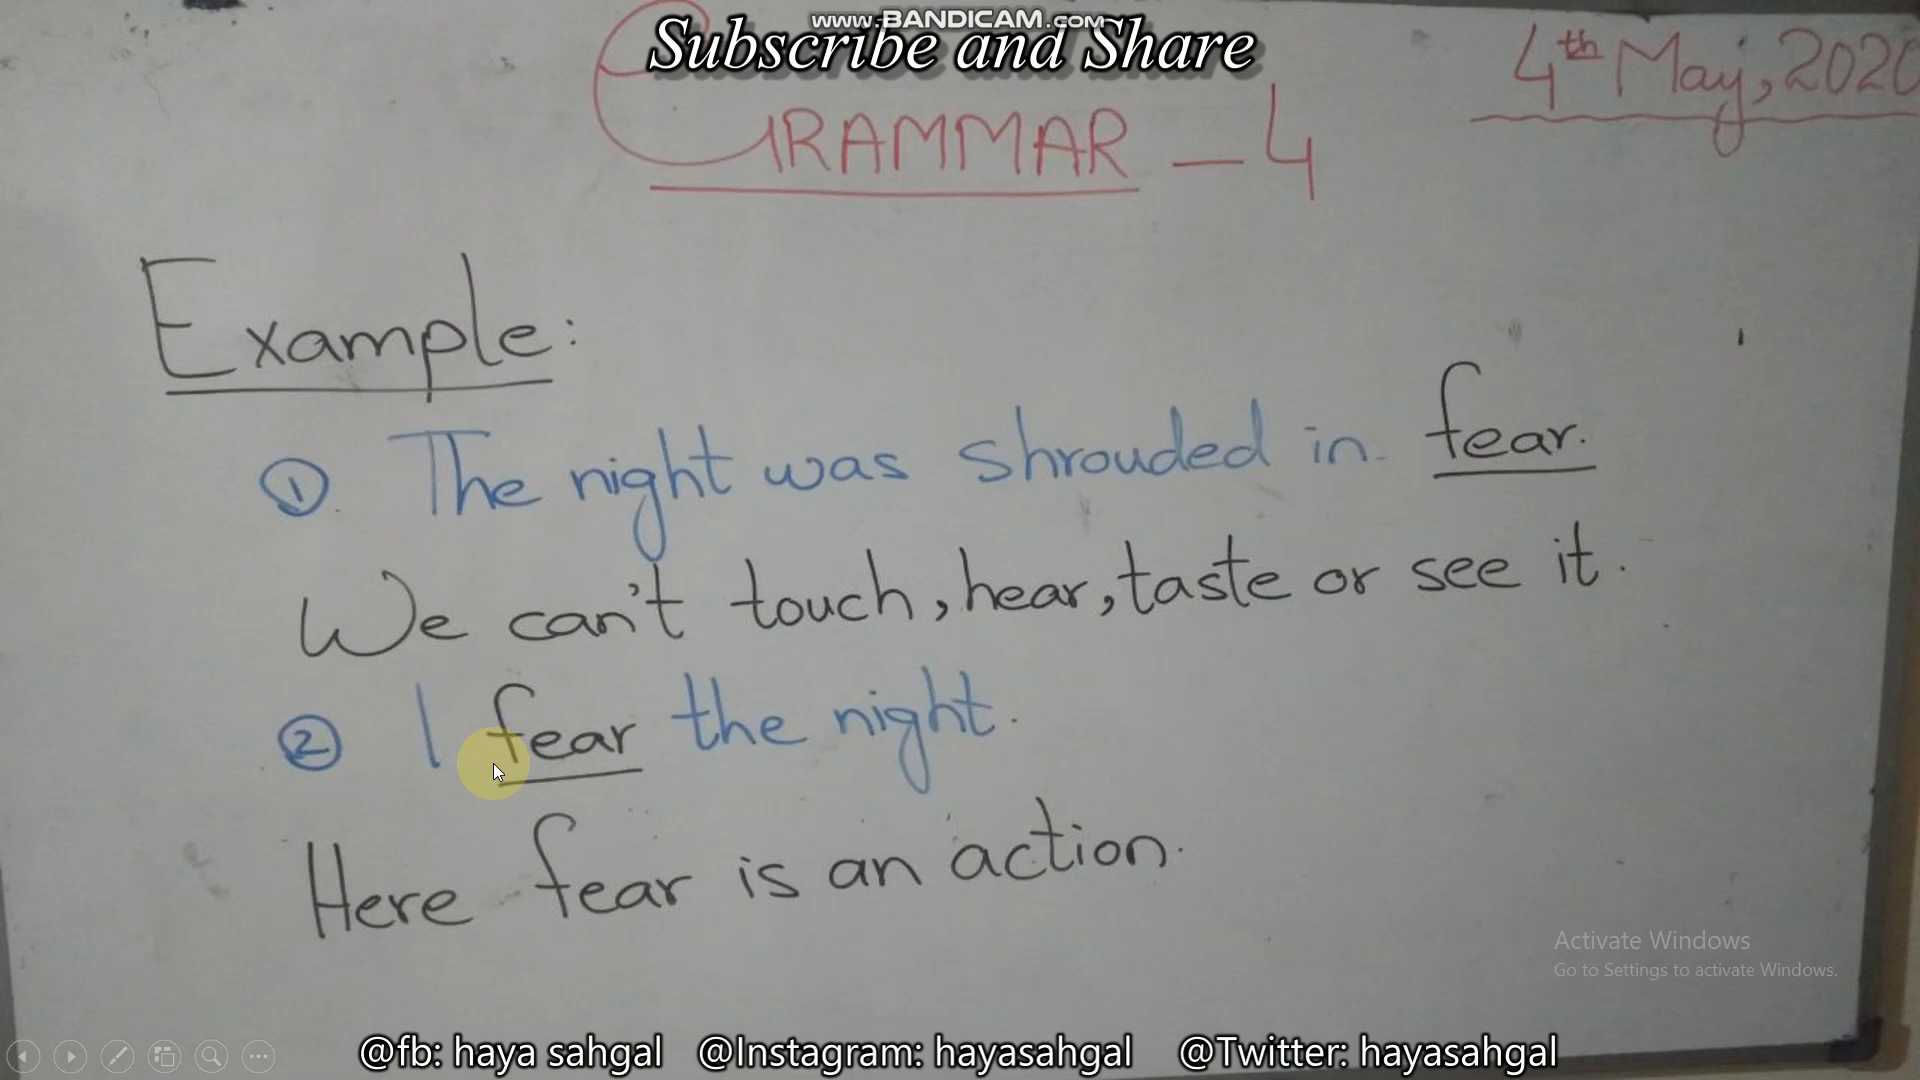 www.BANDICAM.com
Subscribe and Share
4th May, 2020
GRAMMAR - 4
Example:
① The night was shrouded in fear.
We can't touch, hear, taste or see it.
② I fear the night.
Here fear is an action.
Activate Windows
Go to Settings to activate Windows.
@fb: haya sahgal @Instagram: hayasahgal @Twitter: hayasahgal